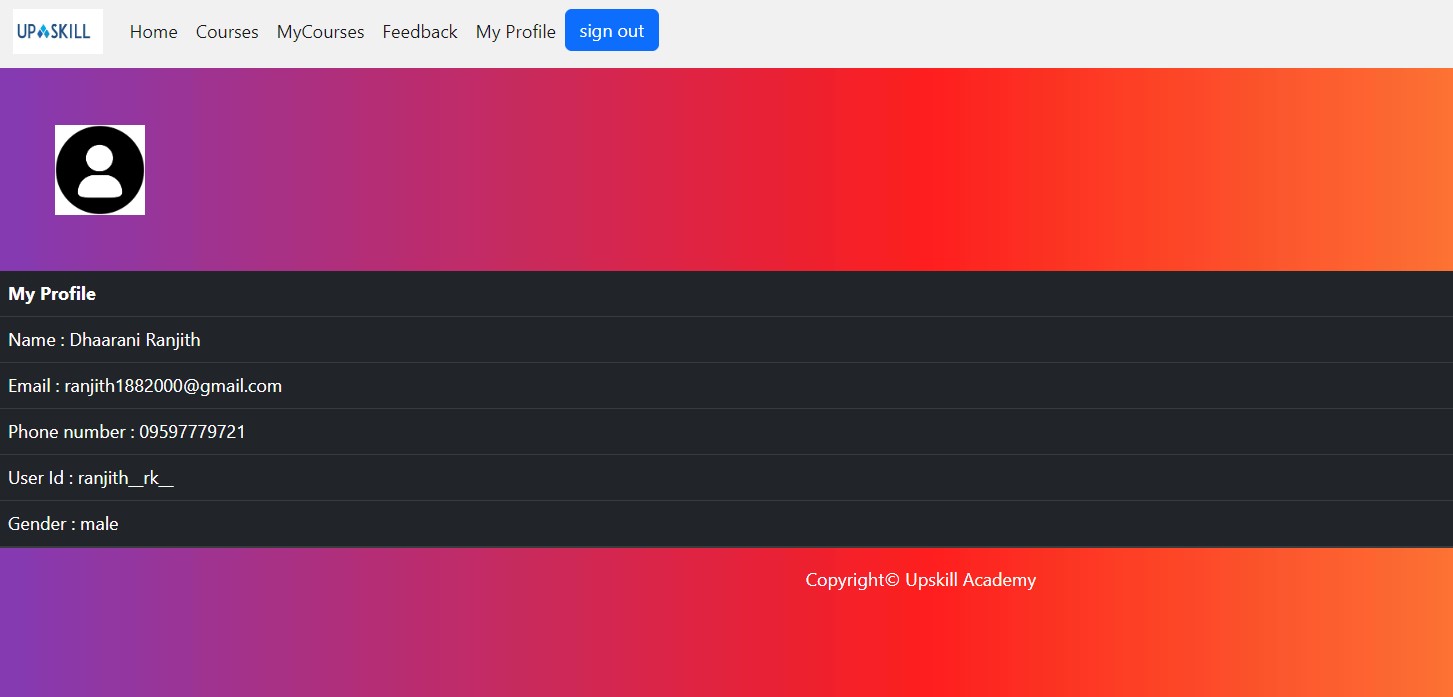 UPSKILL Home Courses MyCourses Feedback My Profile sign out
My Profile
Name : Dhaarani Ranjith
Email : ranjith1882000@gmail.com
Phone number : 09597779721
User Id : ranjith__rk__
Gender : male
Copyright© Upskill Academy